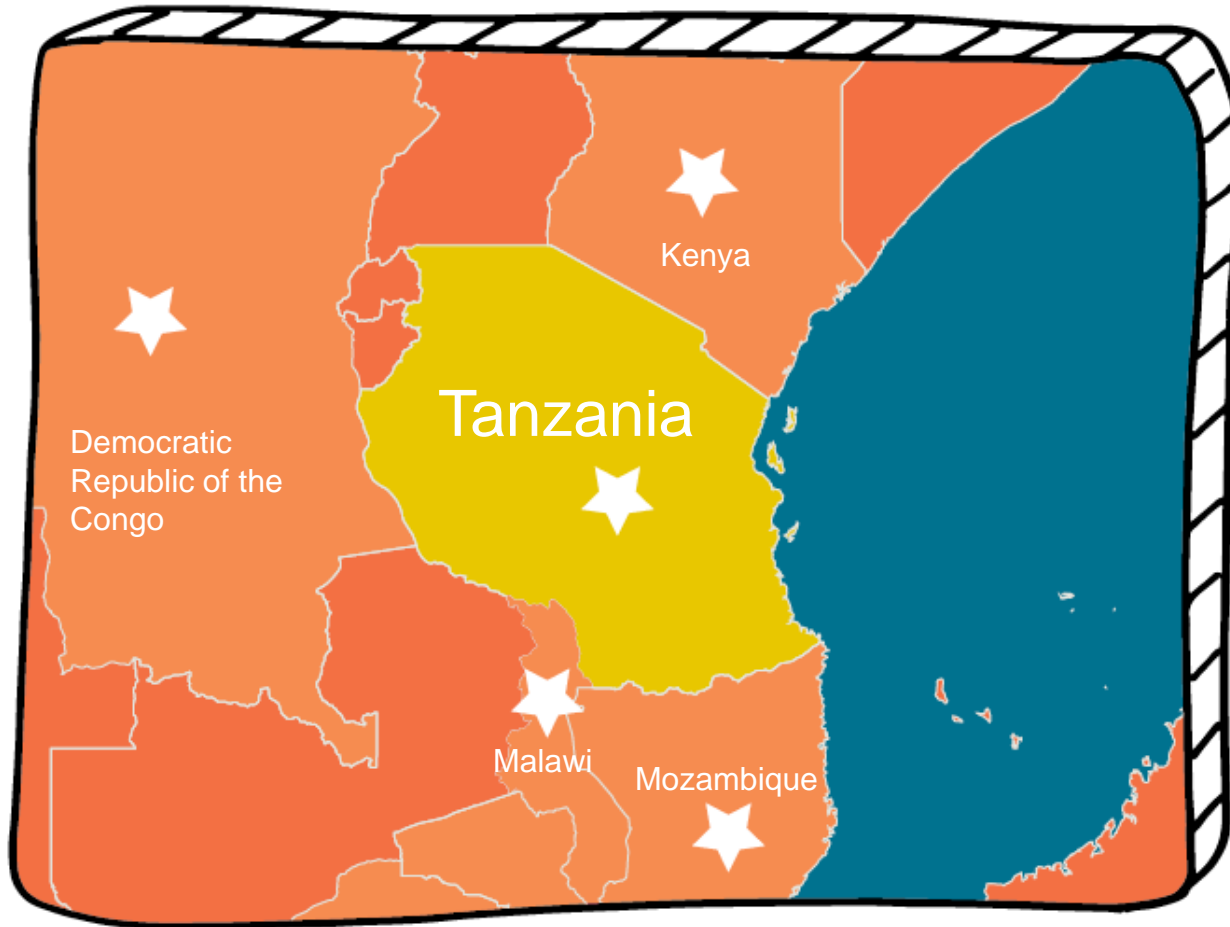 Kenya
Tanzania
Democratic
Republic of the
Congo
Malawi
Mozambique